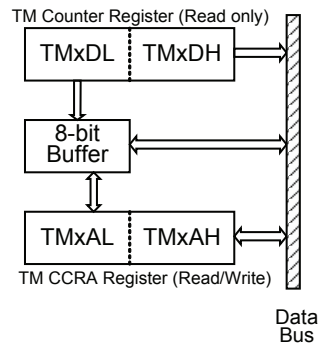 TM Counter Register (Read only)
TMxDL TMxDH
8-bit
Buffer
TMxAL TMxAH
TM CCRA Register (Read/Write)
Data
Bus